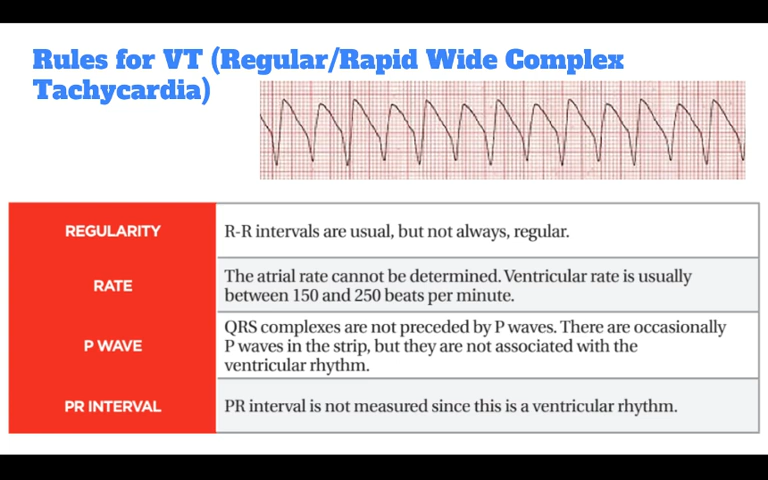 Rules for VT (Regular/Rapid Wide Complex
Tachycardia)
REGULARITY
R-R intervals are usual, but not always, regular.
RATE
The atrial rate cannot be determined. Ventricular rate is usually
between 150 and 250 beats per minute.
P WAVE
QRS complexes are not preceded by P waves. There are occasionally
P waves in the strip, but they are not associated with the
ventricular rhythm.
PR INTERVAL
PR interval is not measured since this is a ventricular rhythm.